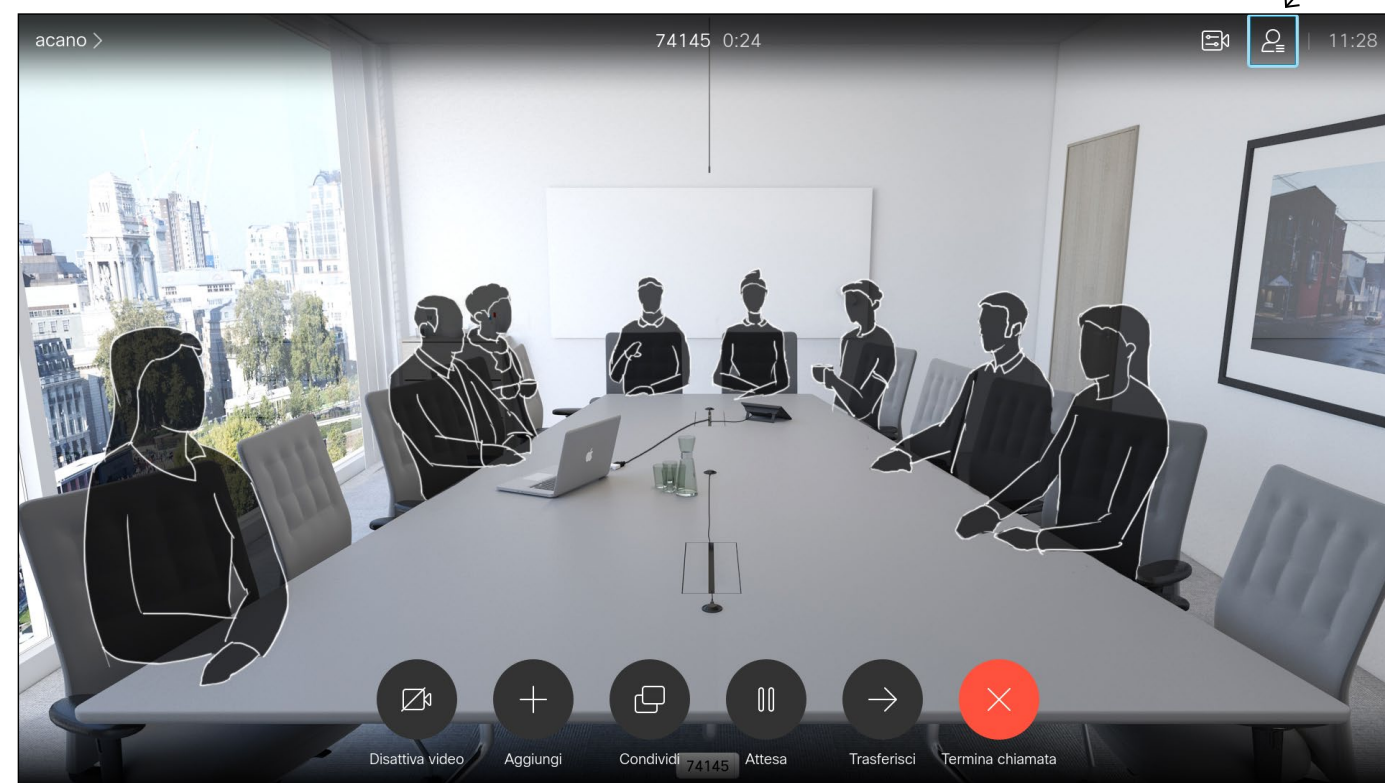 acano >
74145 0:24
11:28
Disattiva video
Aggiungi
Condividi
Attesa
Trasferisci
Termina chiamata
74145